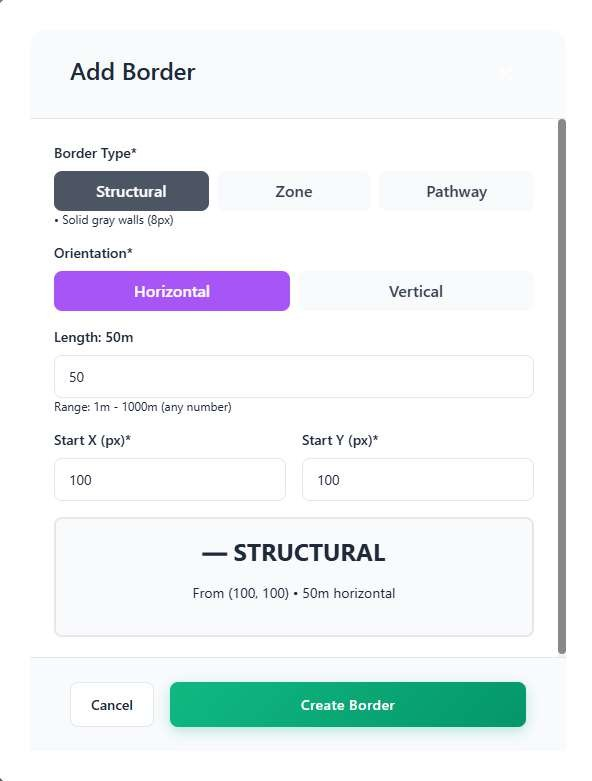 Add Border
Border Type*
Structural
Zone
Pathway
• Solid gray walls (8px)
Orientation*
Horizontal
Vertical
Length: 50m
50
Range: 1m - 1000m (any number)
Start X (px)*
Start Y (px)*
100
100
— STRUCTURAL
From (100, 100) • 50m horizontal
Cancel
Create Border